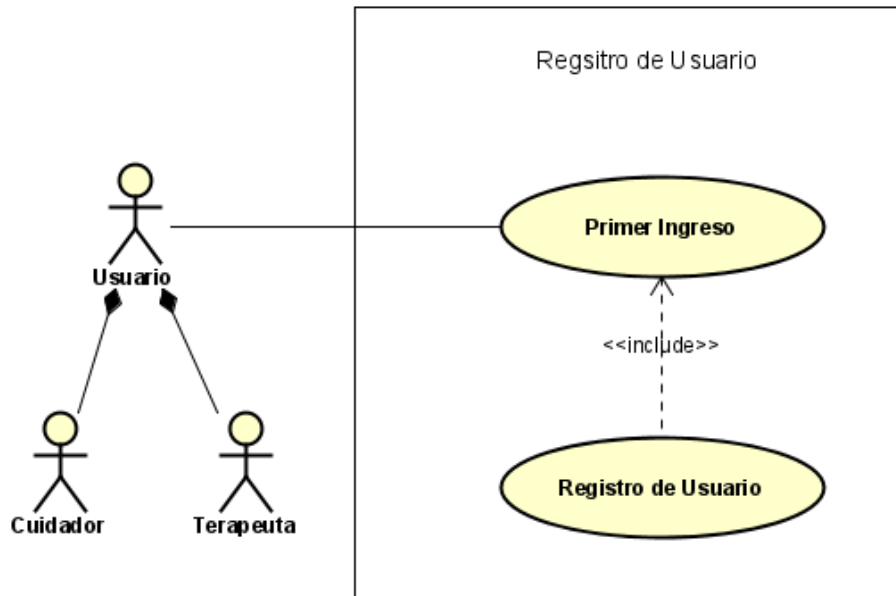 Regsitro de Usuario
Primer Ingreso
Usuario
<<include>>
Registro de Usuario
Cuidador
Terapeuta